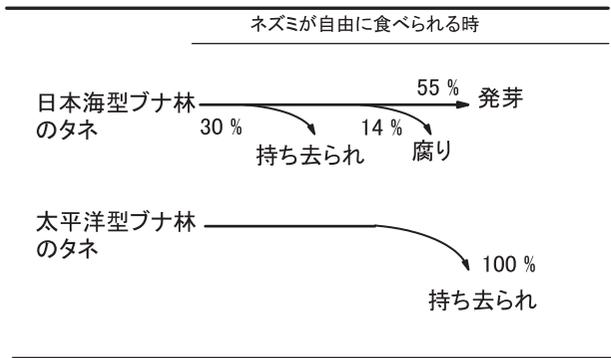 ネズミが自由に食べられる時
55 %
日本海型ブナ林
のタネ
発芽
30 %
14 %
持ち去られ
腐り
太平洋型ブナ林
のタネ
100 %
持ち去られ